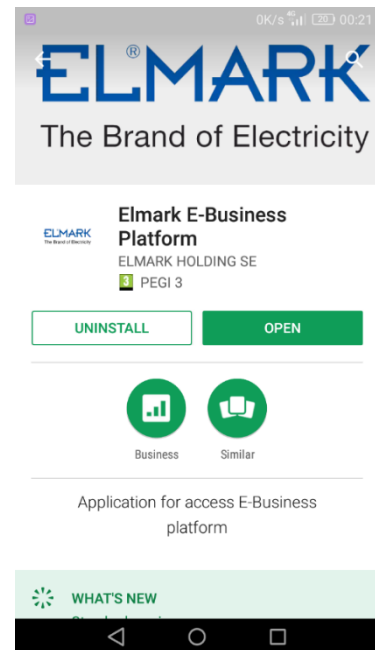 0K/s 4G 20 00:21
ELMARK®
The Brand of Electricity
ELMARK
The Brand of Electricity
Elmark E-Business
Platform
ELMARK HOLDING SE
3 PEGI 3
UNINSTALL
OPEN
Business
Similar
Application for access E-Business
platform
WHAT'S NEW